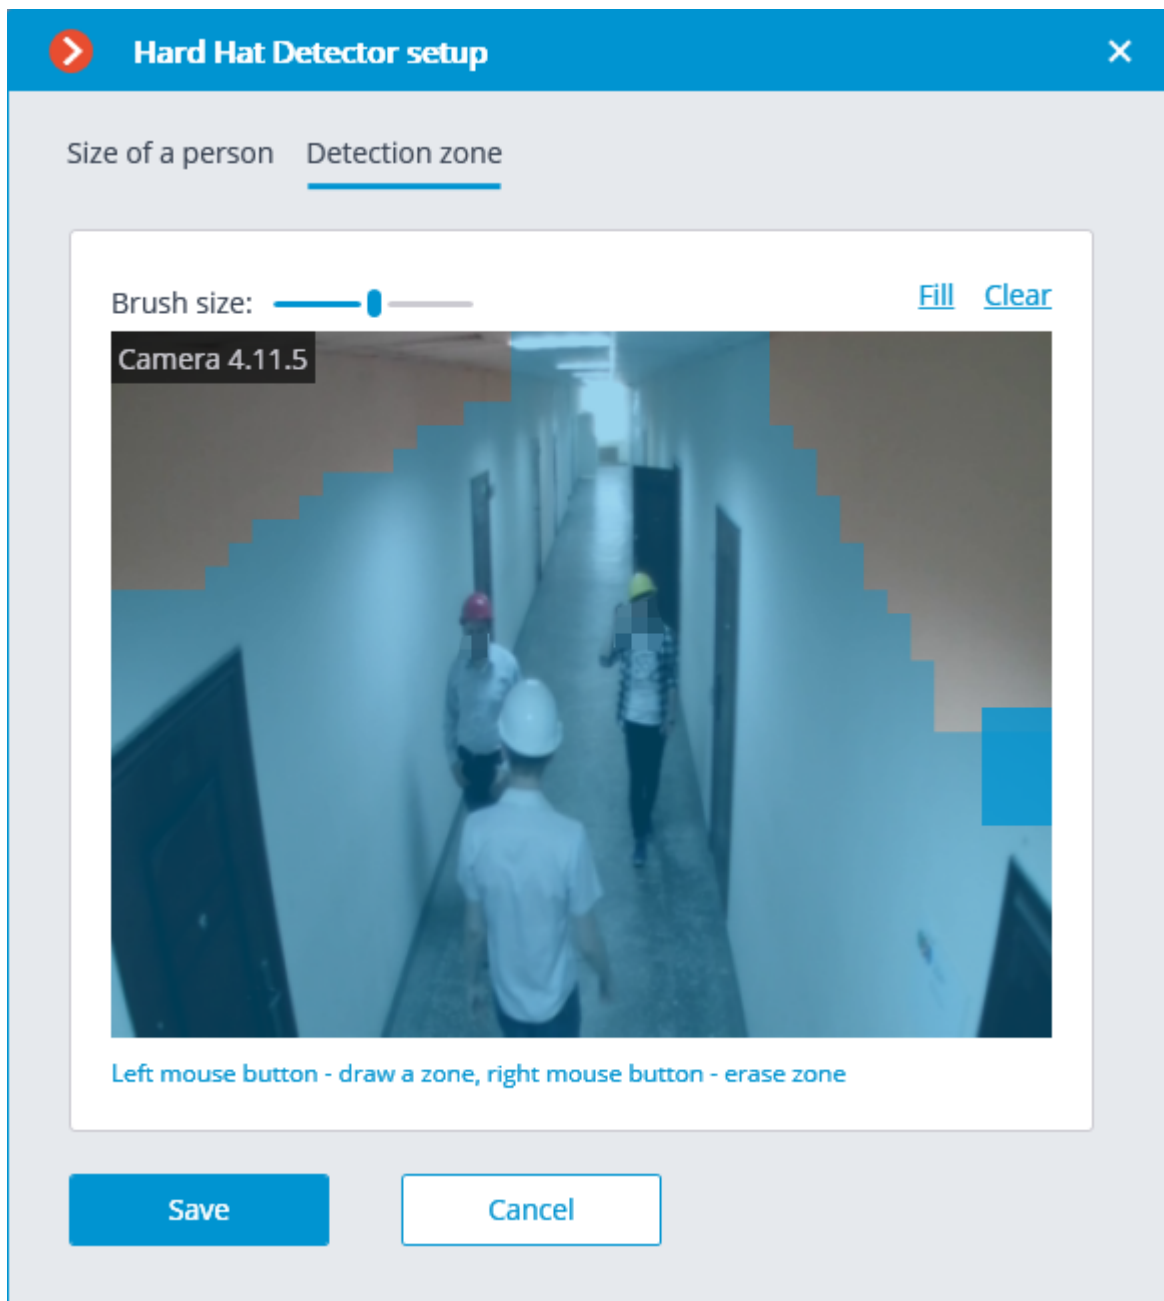 Hard Hat Detector setup
Size of a person Detection zone
Brush size: Fill Clear
Camera 4.11.5
Left mouse button - draw a zone, right mouse button - erase zone
Save Cancel